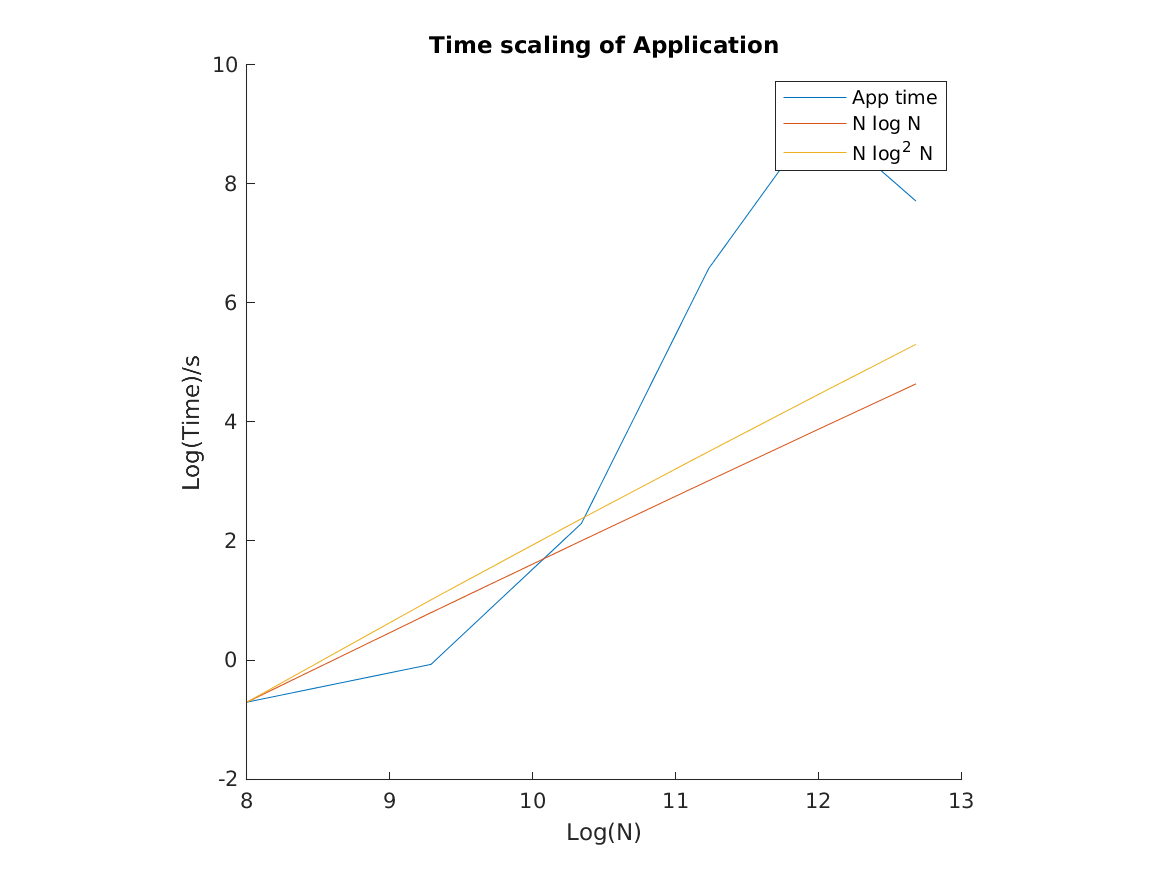 Time scaling of Application
App time
N log N
N log² N
10
8
6
4
2
0
-2
Log(Time)/s
8 9 10 11 12 13
Log(N)